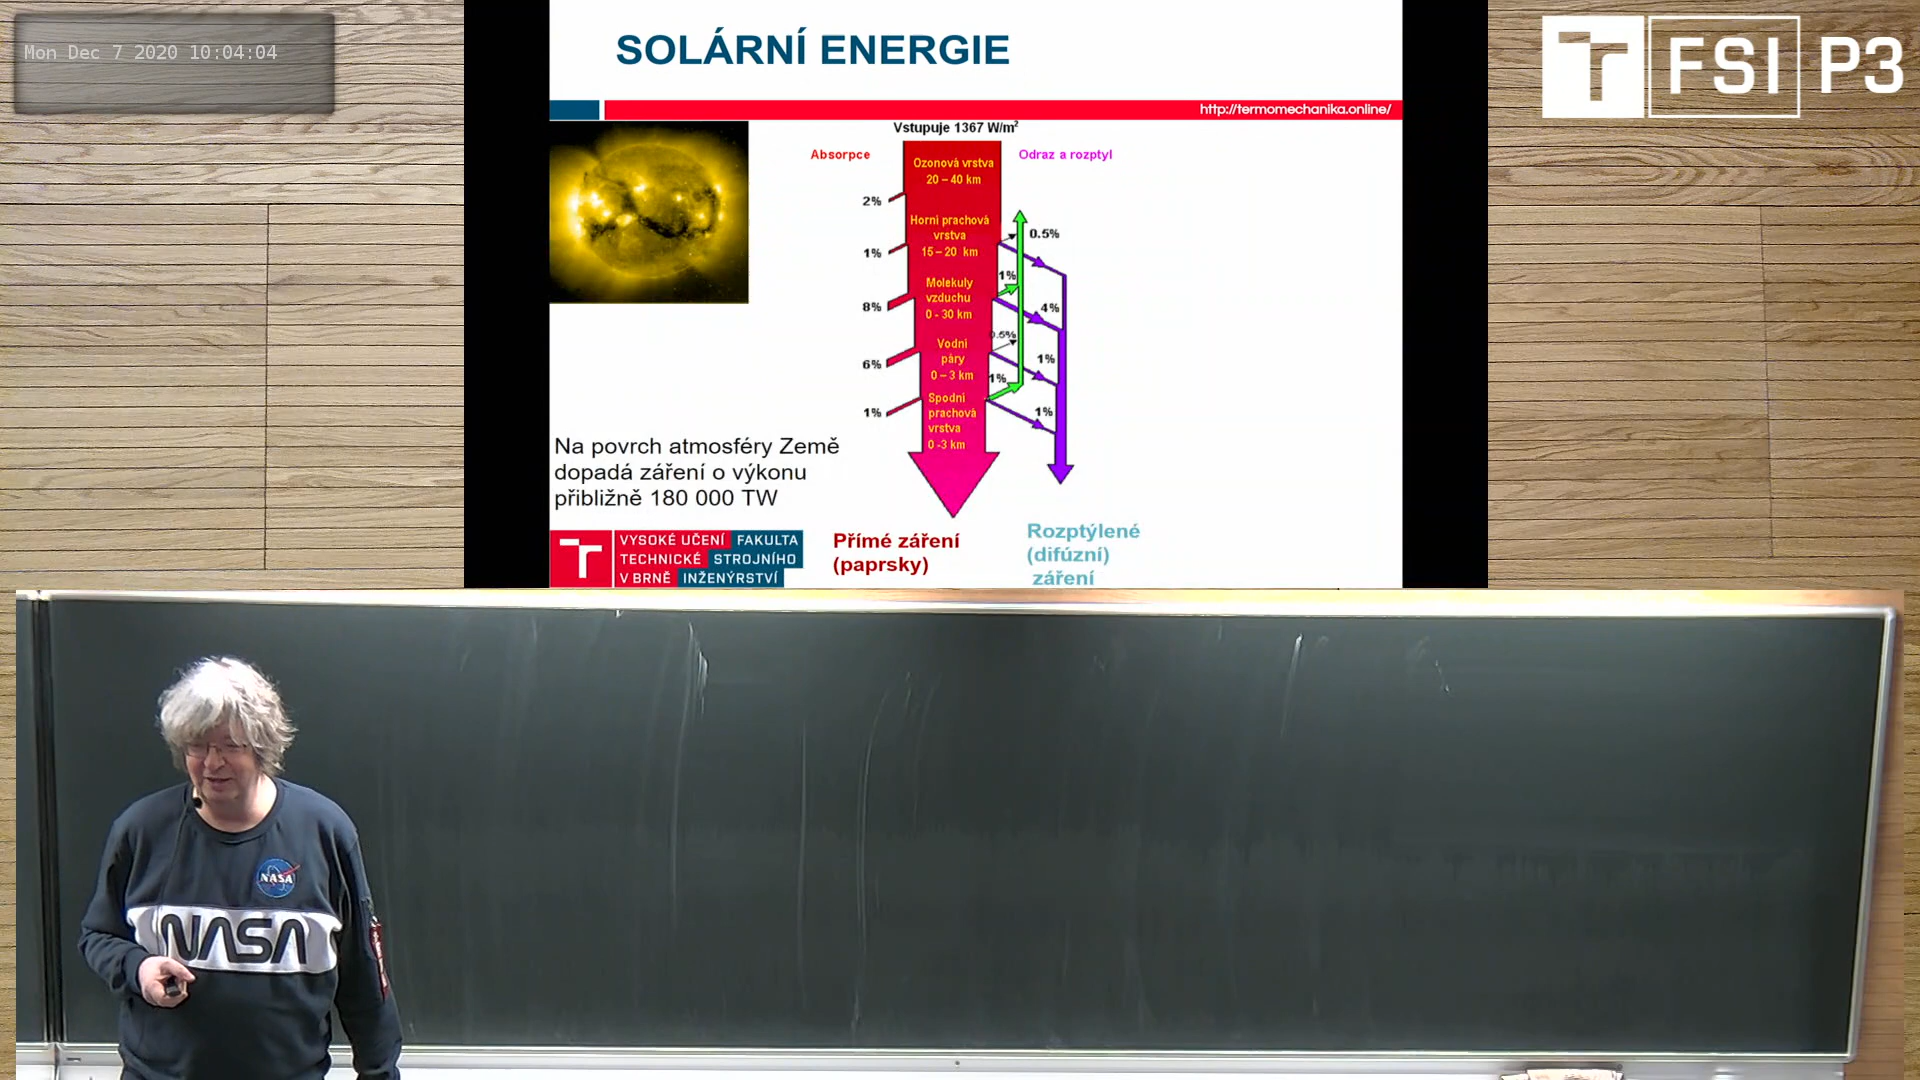 Mon Dec 7 2020 10:04:04
SOLÁRNÍ ENERGIE
http://termomechanika.online/
FSI P3
Vstupuje 1367 W/m²
Absorpce
Odraz a rozptyl
Ozonová vrstva
20 – 40 km
2%
Horni prachová
vrstva
15 – 20 km
0.5%
1%
Molekuly
vzduchu
0 - 30 km
1%
8%
4%
Vodni
páry
0 – 3 km
0.5%
6%
1%
1%
Spodni
prachová
vrstva
0 -3 km
1%
1%
Na povrch atmosféry Země
dopadá záření o výkonu
přibližně 180 000 TW
Přímé záření
(paprsky)
Rozptýlené
(difúzní)
záření
VYSOKÉ UČENÍ FAKULTA
TECHNICKÉ STROJNÍHO
V BRNĚ INŽENÝRSTVÍ
NASA
NASA